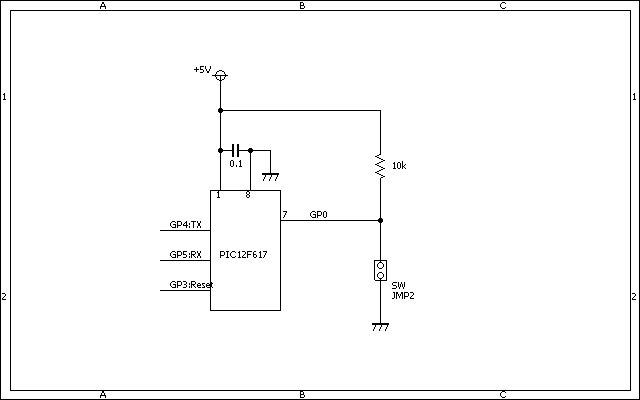 A B C
+5V
1 1
0.1
10k
1 8
7 GP0
GP4:TX
PIC12F617
GP5:RX
GP3:Reset
SW
JMP2
2 2
A B C